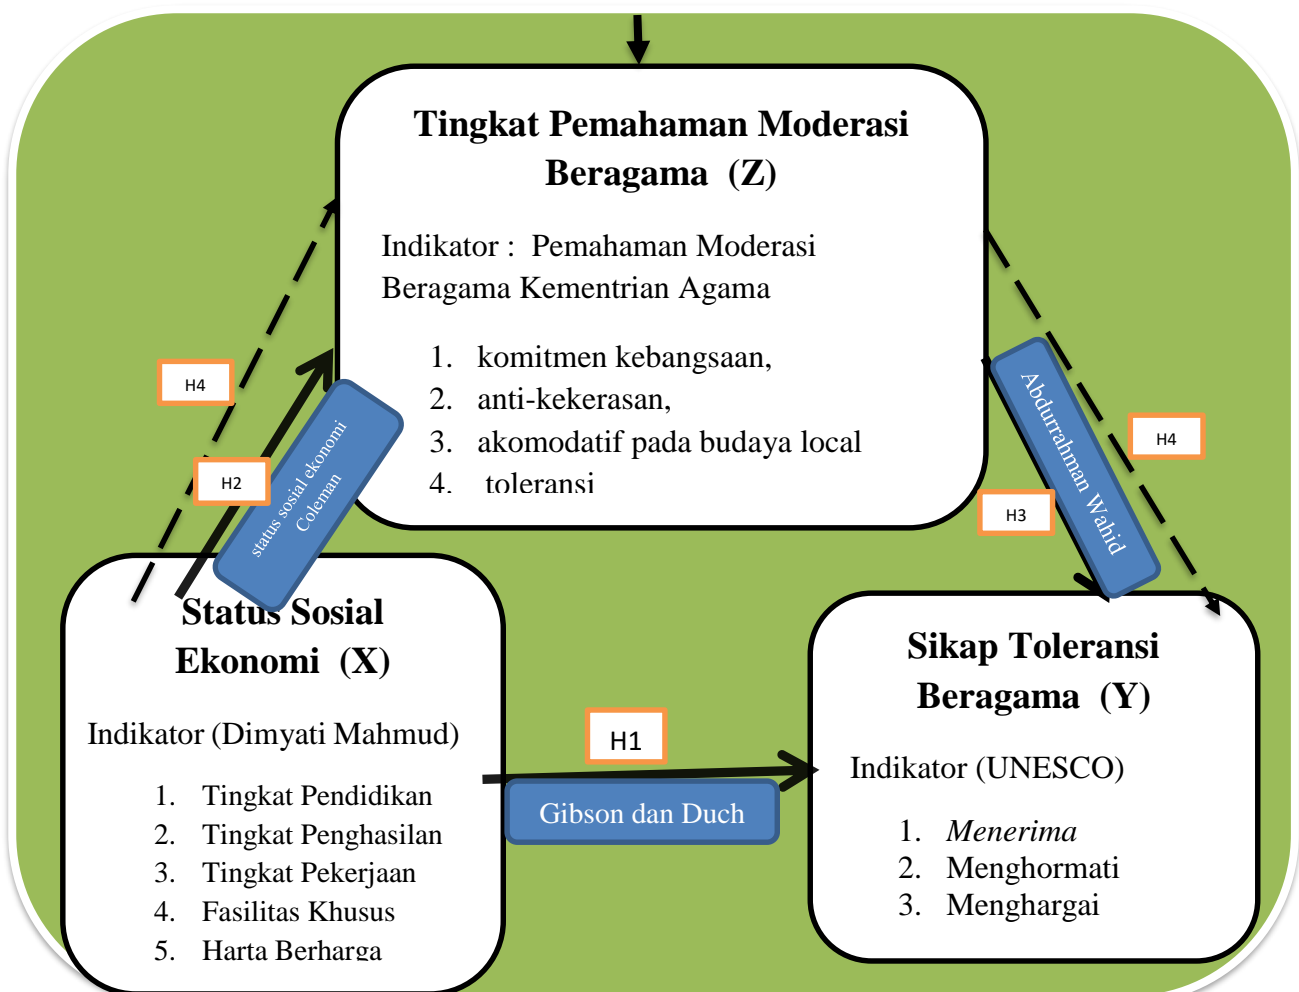 Tingkat Pemahaman Moderasi
Beragama (Z)
Indikator : Pemahaman Moderasi
Beragama Kementrian Agama
1. komitmen kebangsaan,
2. anti-kekerasan,
3. akomodatif pada budaya local
4. toleransi
H4
H2
status sosial ekonomi
Coleman
Abdurrahman Wahid
H4
H3
Status Sosial
Ekonomi (X)
Indikator (Dimyati Mahmud)
1. Tingkat Pendidikan
2. Tingkat Penghasilan
3. Tingkat Pekerjaan
4. Fasilitas Khusus
5. Harta Berharga
H1
Gibson dan Duch
Sikap Toleransi
Beragama (Y)
Indikator (UNESCO)
1. Menerima
2. Menghormati
3. Menghargai